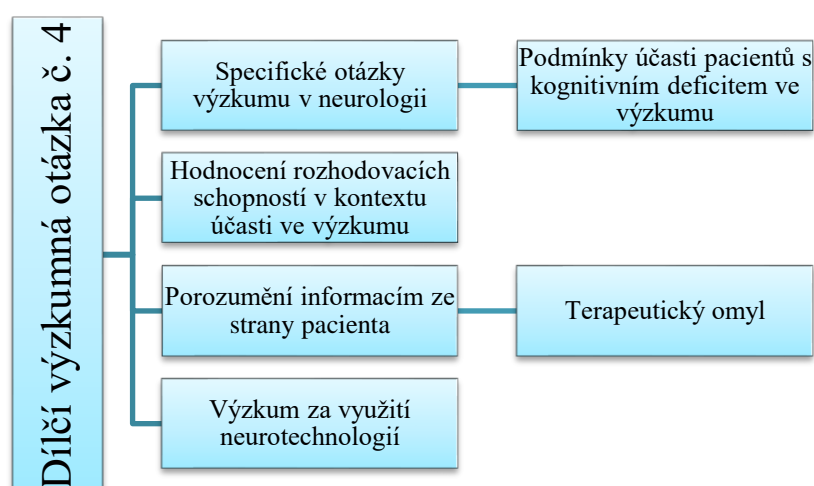 Dílčí výzkumná otázka č. 4
Specifické otázky
výzkumu v neurologii
Podmínky účasti pacientů s
kognitivním deficitem ve
výzkumu
Hodnocení rozhodovacích
schopností v kontextu
účasti ve výzkumu
Porozumění informacím ze
strany pacienta
Terapeutický omyl
Výzkum za využití
neurotechnologií